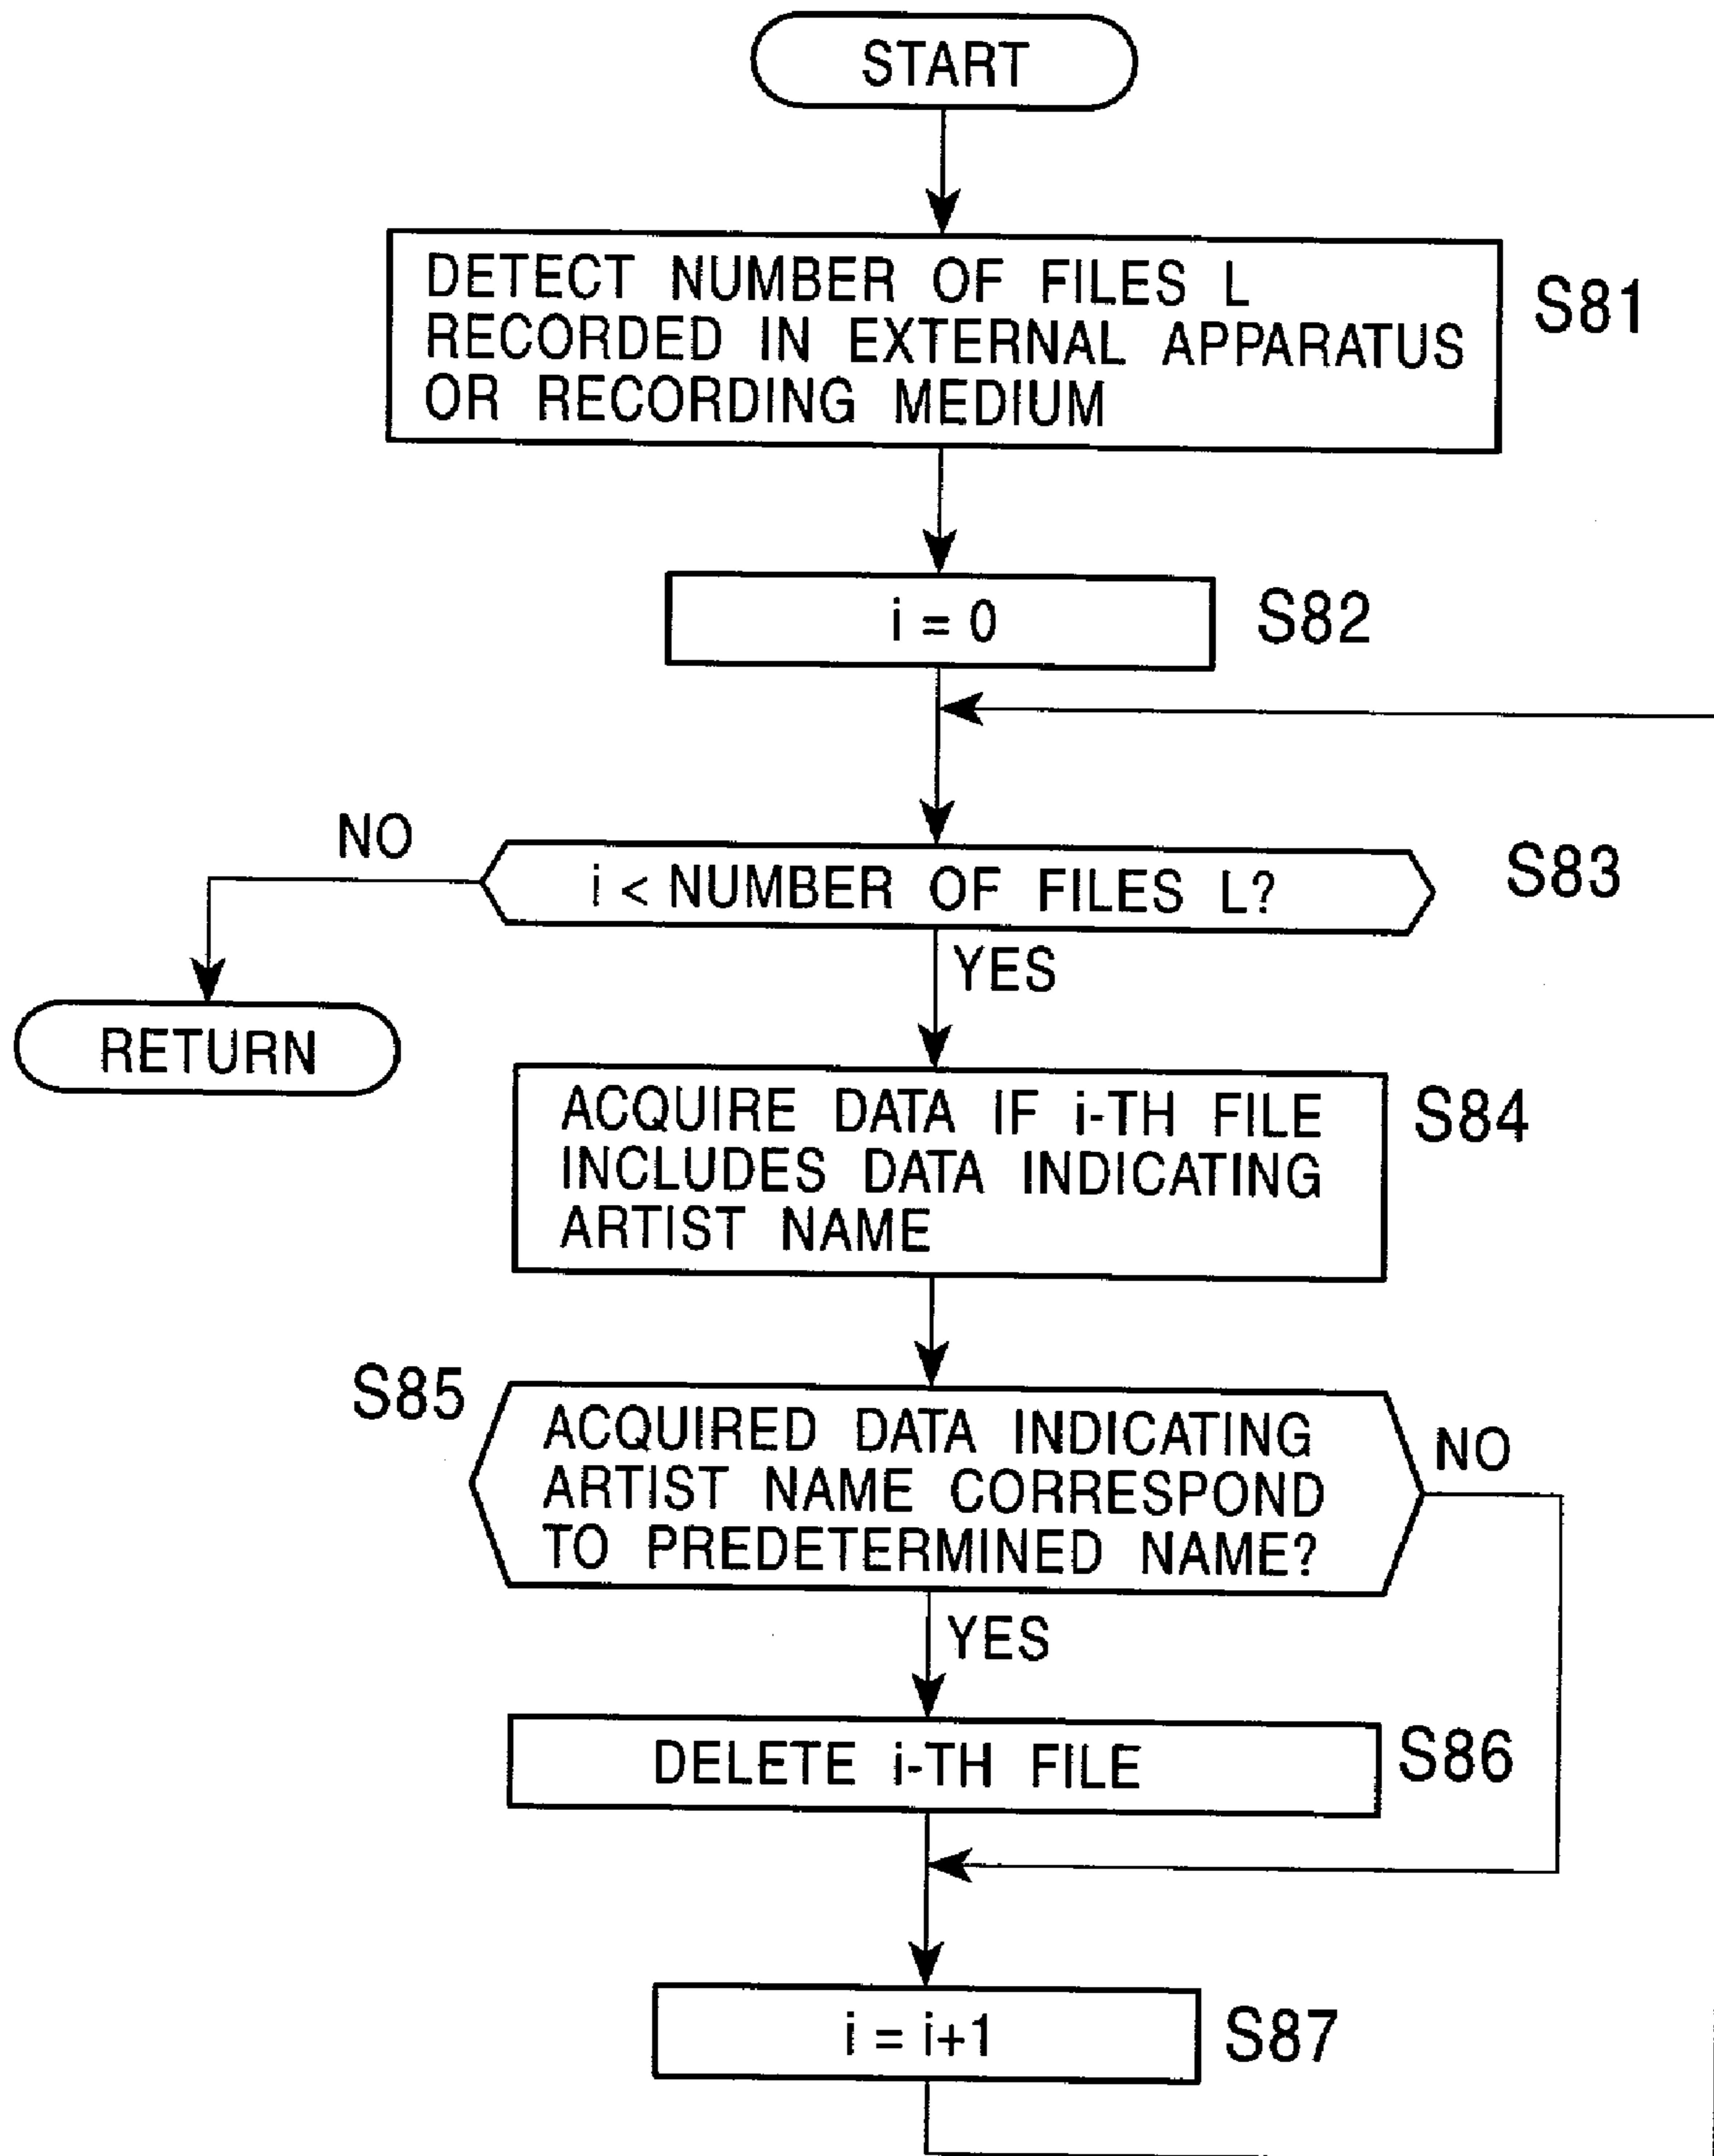 START
DETECT NUMBER OF FILES L
RECORDED IN EXTERNAL APPARATUS
OR RECORDING MEDIUM
S81
i = 0
S82
NO
i < NUMBER OF FILES L?
S83
YES
RETURN
ACQUIRE DATA IF i-TH FILE
INCLUDES DATA INDICATING
ARTIST NAME
S84
S85
ACQUIRED DATA INDICATING
ARTIST NAME CORRESPOND
TO PREDETERMINED NAME?
NO
YES
DELETE i-TH FILE
S86
i = i+1
S87